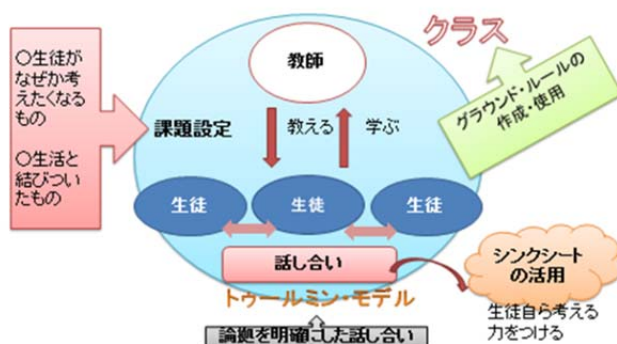 ○生徒が
なぜか考
えたくなる
もの
○生活と
結びつい
たもの
教師
クラス
グラウンド・ルールの
作成・使用
課題設定
教える
学ぶ
生徒
生徒
生徒
話し合い
トゥールミン・モデル
論拠を明確にした話し合い
シンクシート
の活用
生徒自ら考える
力をつける